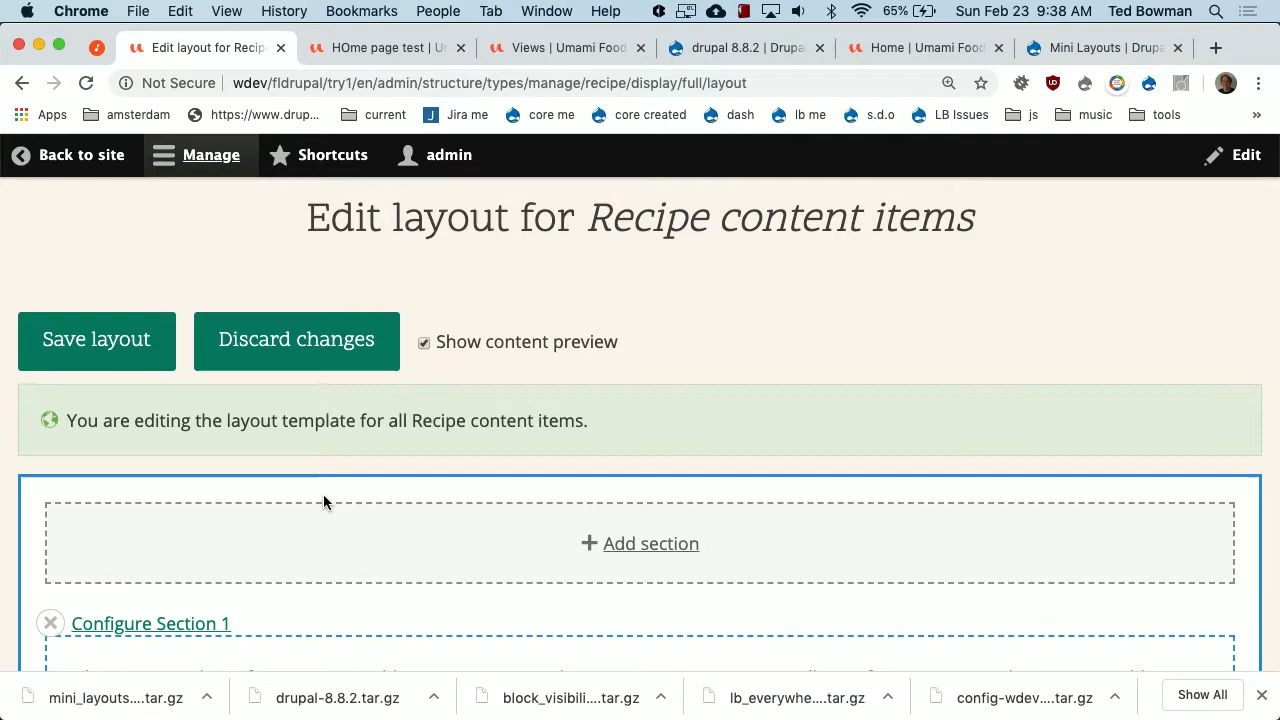 Chrome File Edit View History Bookmarks People Tab Window Help 65% Sun Feb 23 9:38 AM Ted Bowman
Edit layout for Recip HOme page test | U Views | Umami Food drupal 8.8.2 | Drupa Home | Umami Food Mini Layouts | Drupa
Not Secure wdev/fldrupal/try1/en/admin/structure/types/manage/recipe/display/full/layout
Apps amsterdam https://www.drup... current Jira me core me core created dash lb me s.d.o LB Issues js music tools »
Back to site Manage Shortcuts admin Edit
Edit layout for Recipe content items
Save layout Discard changes Show content preview
You are editing the layout template for all Recipe content items.
+ Add section
Configure Section 1
mini_layouts....tar.gz drupal-8.8.2.tar.gz block_visibili....tar.gz lb_everywhe....tar.gz config-wdev....tar.gz Show All